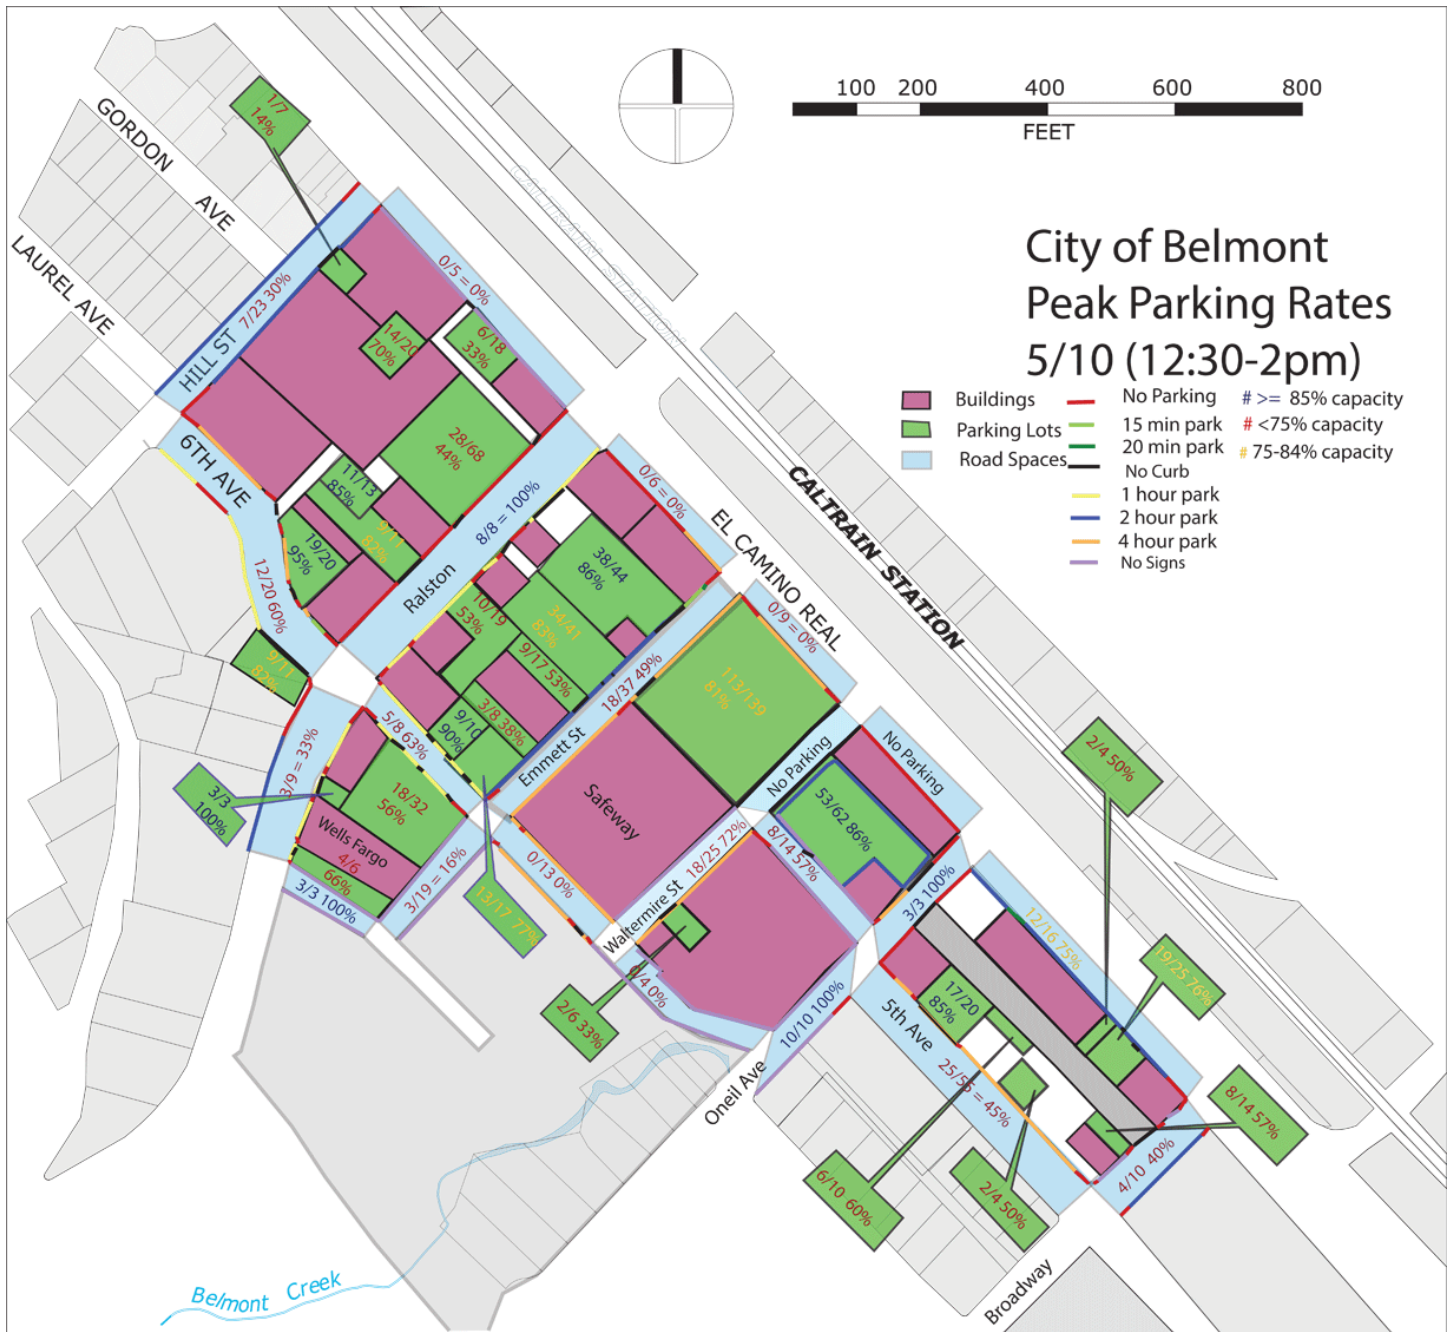 100 200 400 600 800
FEET
City of Belmont
Peak Parking Rates
5/10 (12:30-2pm)
Buildings
Parking Lots
Road Spaces
No Parking
15 min park
20 min park
No Curb
1 hour park
2 hour park
4 hour park
No Signs
# >= 85% capacity
# <75% capacity
# 75-84% capacity
GORDON AVE
LAUREL AVE
1/7
14%
CALTRAIN STATION
HILL ST
7/23 30%
0/5 = 0%
14/20
70%
6/18
33%
28/68
44%
6TH AVE
11/13
85%
9/11
82%
19/20
95%
12/20 60%
9/11
82%
Ralston
8/8 = 100%
0/6 = 0%
EL CAMINO REAL
CALTRAIN STATION
38/44
86%
34/41
83%
10/19
53%
9/17 53%
3/8 38%
9/10
90%
5/8 63%
18/37 49%
Emmett St
0/9 = 0%
113/139
81%
No Parking
No Parking
Safeway
53/62 86%
3/9 = 33%
3/3
100%
18/32
56%
Wells Fargo
4/6
66%
3/3 100%
3/19 = 16%
13/17 77%
0/13 0%
Waltermire St
18/25 72%
8/14 57%
3/3 100%
2/4 50%
12/16 75%
19/25 76%
17/20
85%
2/6 33%
0/4 0%
10/10 100%
Oneil Ave
5th Ave
25/55 = 45%
8/14 57%
4/10 40%
6/10 60%
2/4 50%
Broadway
Belmont Creek